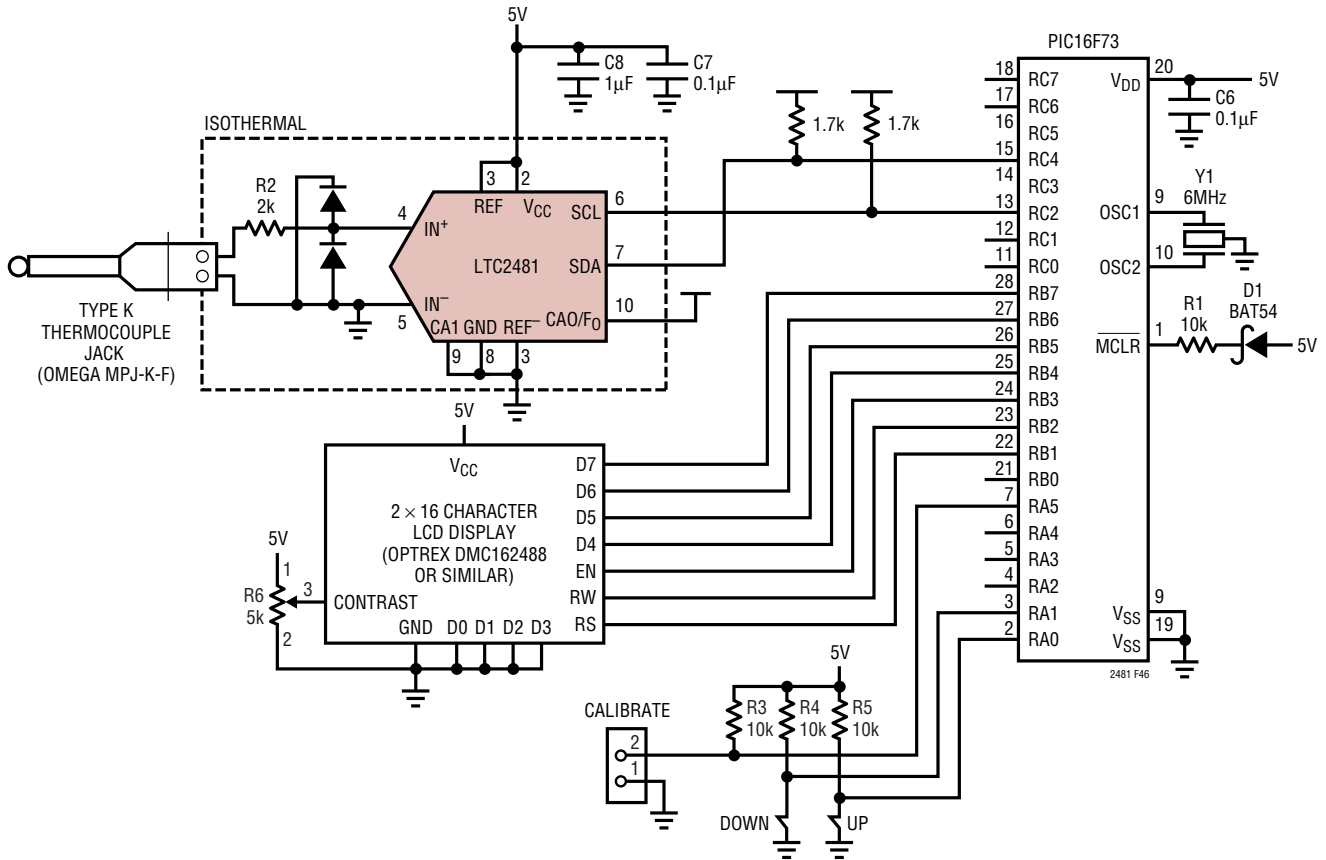 5V
C8
1µF
C7
0.1µF
ISOTHERMAL
R2
2k
4
IN+
3
2
REF
VCC
SCL
6
LTC2481
SDA
7
IN−
5
CA1 GND REF−
CAO/FO
10
9
8
3
TYPE K
THERMOCOUPLE
JACK
(OMEGA MPJ-K-F)
1.7k
1.7k
PIC16F73
18
RC7
17
RC6
16
RC5
15
RC4
14
RC3
13
RC2
12
RC1
11
RC0
28
RB7
27
RB6
26
RB5
25
RB4
24
RB3
23
RB2
22
RB1
21
RB0
7
RA5
6
RA4
5
RA3
4
RA2
3
RA1
2
RA0
VDD
20
5V
C6
0.1µF
Y1
6MHz
OSC1
9
OSC2
10
D1
BAT54
R1
10k
MCLR
1
5V
9
VSS
19
VSS
2481 F46
5V
VCC
2 × 16 CHARACTER
LCD DISPLAY
(OPTREX DMC162488
OR SIMILAR)
D7
D6
D5
D4
EN
RW
RS
5V
1
R6
5k
3
2
CONTRAST
GND D0 D1 D2 D3
5V
R3
10k
R4
10k
R5
10k
CALIBRATE
2
1
DOWN
UP